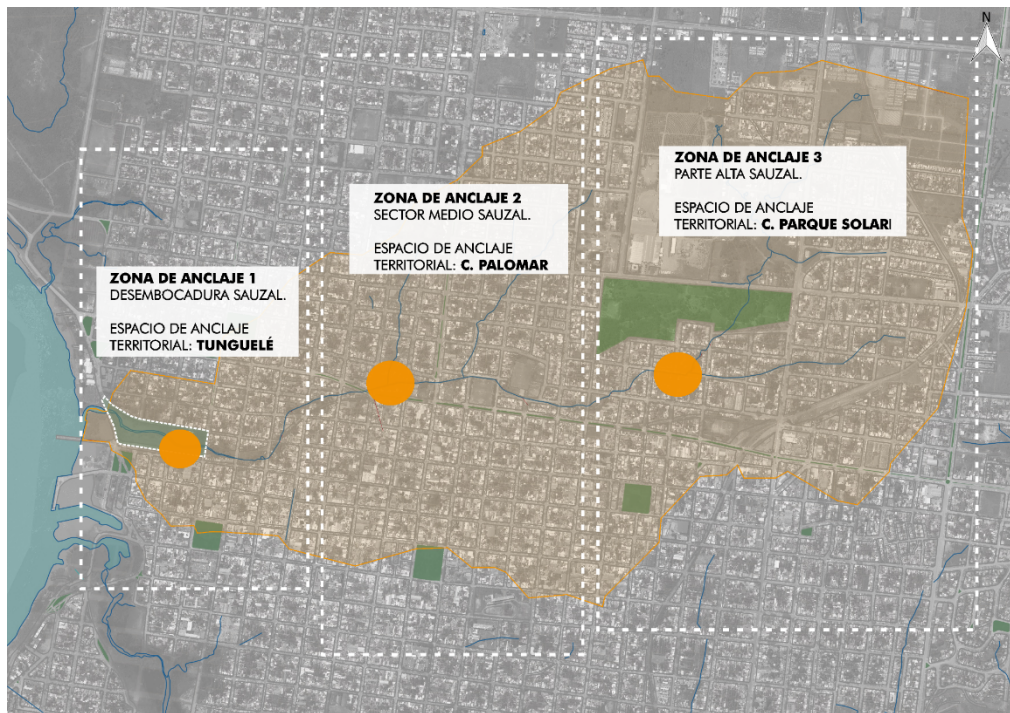 N
ZONA DE ANCLAJE 3
PARTE ALTA SAUZAL.
ESPACIO DE ANCLAJE
TERRITORIAL: C. PARQUE SOLARI
ZONA DE ANCLAJE 2
SECTOR MEDIO SAUZAL.
ESPACIO DE ANCLAJE
TERRITORIAL: C. PALOMAR
ZONA DE ANCLAJE 1
DESEMBOCADURA SAUZAL.
ESPACIO DE ANCLAJE
TERRITORIAL: TUNGUELÉ